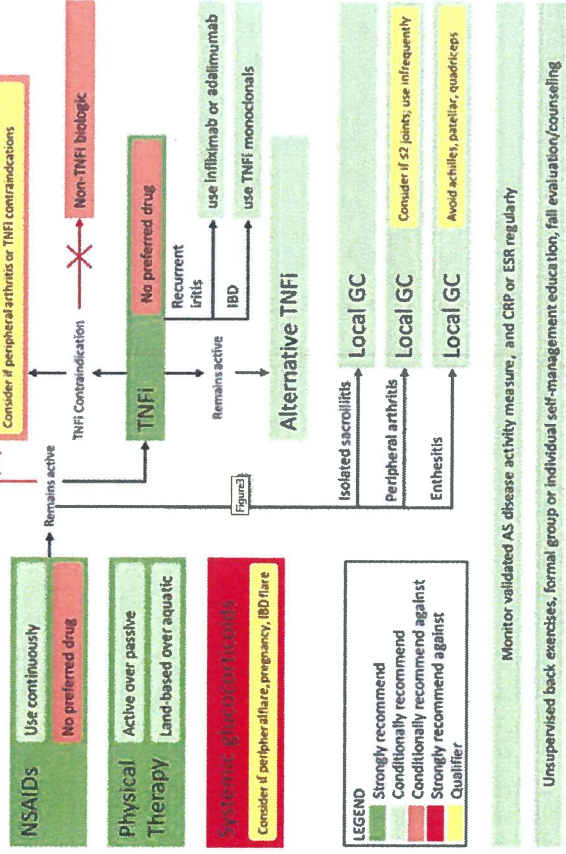 NSAIDs
Use continuously
No preferred drug
Physical
Therapy
Active over passive
Land-based over aquatic
Systemic glucocorticoids
Consider if peripheral flare, pregnancy, IBD flare
LEGEND
Strongly recommend
Conditionally recommend
Conditionally recommend against
Strongly recommend against
Qualifier
Remains active
Figure3
Consider if peripheral arthritis or TNFi contraindcations
TNFi Contraindication
Non-TNFi biologic
TNFi
No preferred drug
Recurrent
iritis
use infliximab or adalimumab
IBD
use TNFi monoclonals
Remains active
Alternative TNFi
Isolated sacroiliitis
Local GC
Peripheral arthritis
Local GC
Consider if ≤2 joints; use infrequently
Enthesitis
Local GC
Avoid achilles, patellar, quadriceps
Monitor validated AS disease activity measure, and CRP or ESR regularly
Unsupervised back exercises, formal group or individual self-management education, fall evaluation/counseling